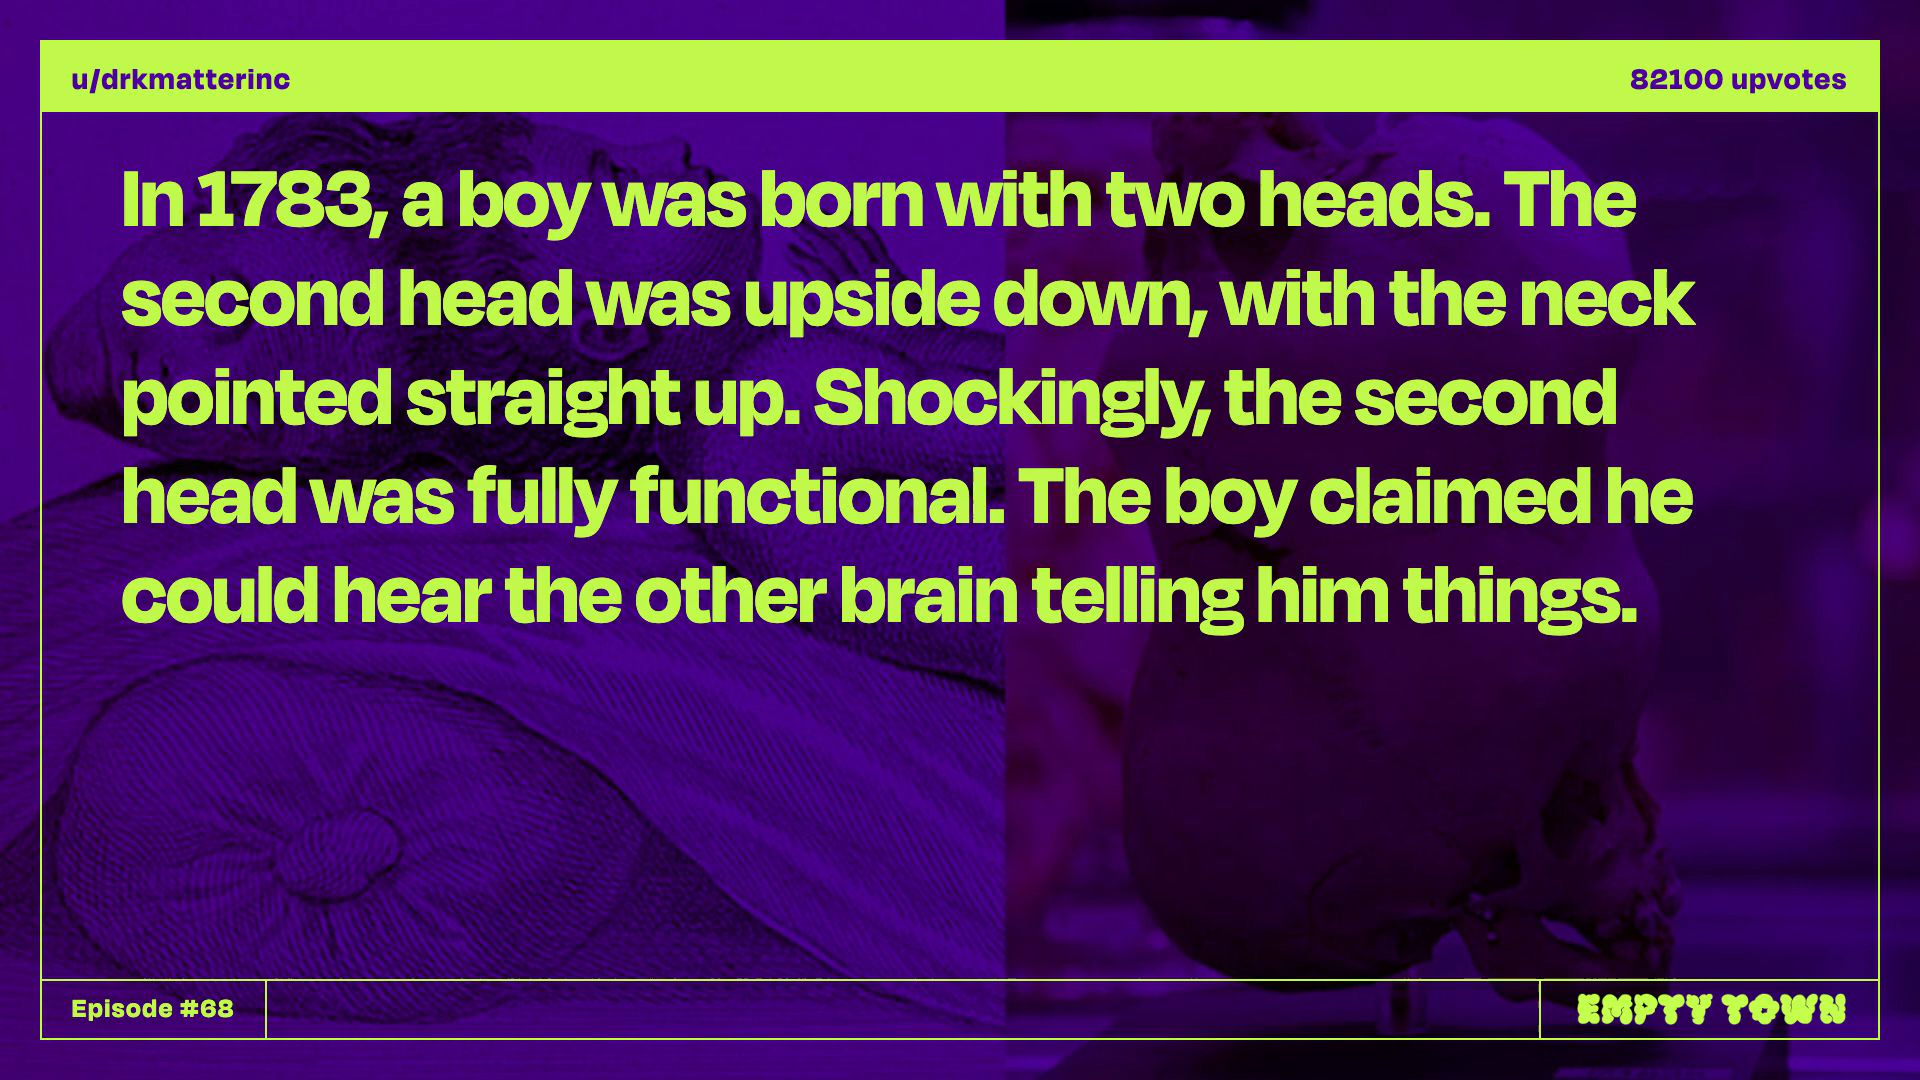 u/drkmatterinc
82100 upvotes
In 1783, a boy was born with two heads. The
second head was upside down, with the neck
pointed straight up. Shockingly, the second
head was fully functional. The boy claimed he
could hear the other brain telling him things.
Episode #68
EMPTY TOWN